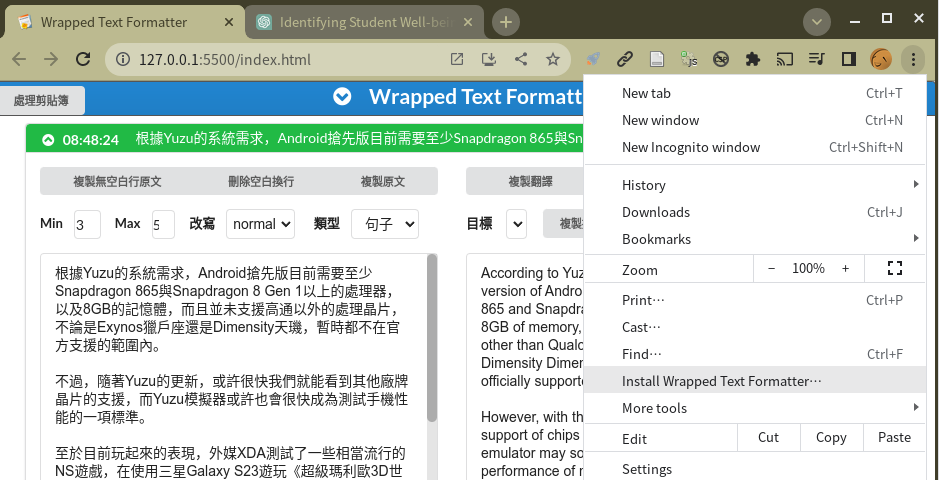 Wrapped Text Formatter
Identifying Student Well-bei
127.0.0.1:5500/index.html
處理剪貼簿
Wrapped Text Formatt
08:48:24 根據Yuzu的系統需求，Android搶先版目前需要至少Snapdragon 865與Sn
複製無空白行原文 刪除空白換行 複製原文 複製翻譯
Min 3 Max 5 改寫 normal 類型 句子 目標
根據Yuzu的系統需求，Android搶先版目前需要至少
Snapdragon 865與Snapdragon 8 Gen 1以上的處理器，
以及8GB的記憶體，而且並未支援高通以外的處理晶片，
不論是Exynos獵戶座還是Dimensity天璣，暫時都不在官
方支援的範圍內。
不過，隨著Yuzu的更新，或許很快我們就能看到其他廠牌
晶片的支援，而Yuzu模擬器或許也會很快成為測試手機性
能的一項標準。
至於目前玩起來的表現，外媒XDA測試了一些相當流行的
NS遊戲，在使用三星Galaxy S23遊玩《超級瑪利歐3D世
According to Yuz
version of Andro
865 and Snapdra
8GB of memory,
other than Qualc
Dimensity Dimen
officially supporte
However, with th
support of chips
emulator may so
performance of m
New tab Ctrl+T
New window Ctrl+N
New Incognito window Ctrl+Shift+N
History
Downloads Ctrl+J
Bookmarks
Zoom − 100% +
Print… Ctrl+P
Cast…
Find… Ctrl+F
Install Wrapped Text Formatter…
More tools
Edit Cut Copy Paste
Settings